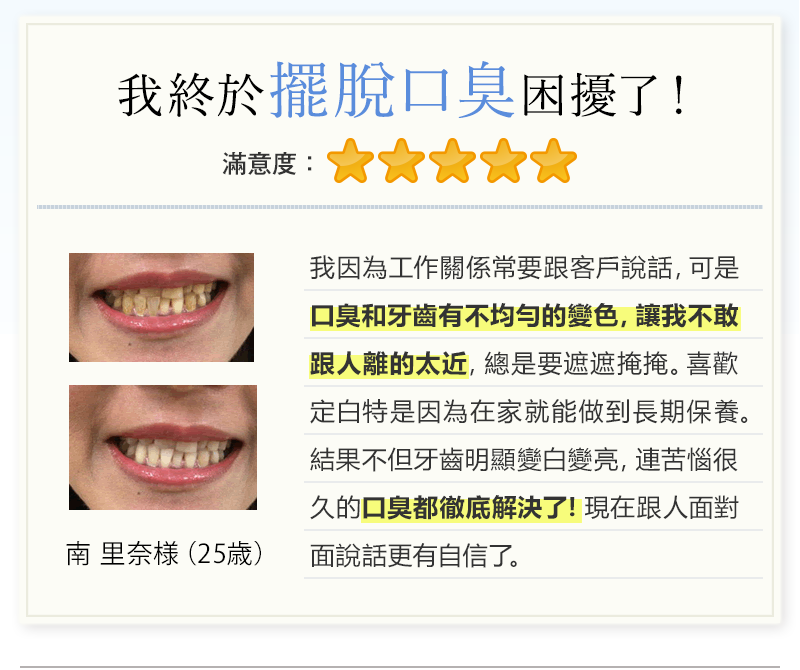 我終於擺脫口臭困擾了！
滿意度：
我因為工作關係常要跟客戶說話，可是
口臭和牙齒有不均勻的變色，讓我不敢
跟人離的太近，總是要遮遮掩掩。喜歡
定白特是因為在家就能做到長期保養。
結果不但牙齒明顯變白變亮，連苦惱很
久的口臭都徹底解決了！現在跟人面對
面說話更有自信了。
南 里奈様（25歳）